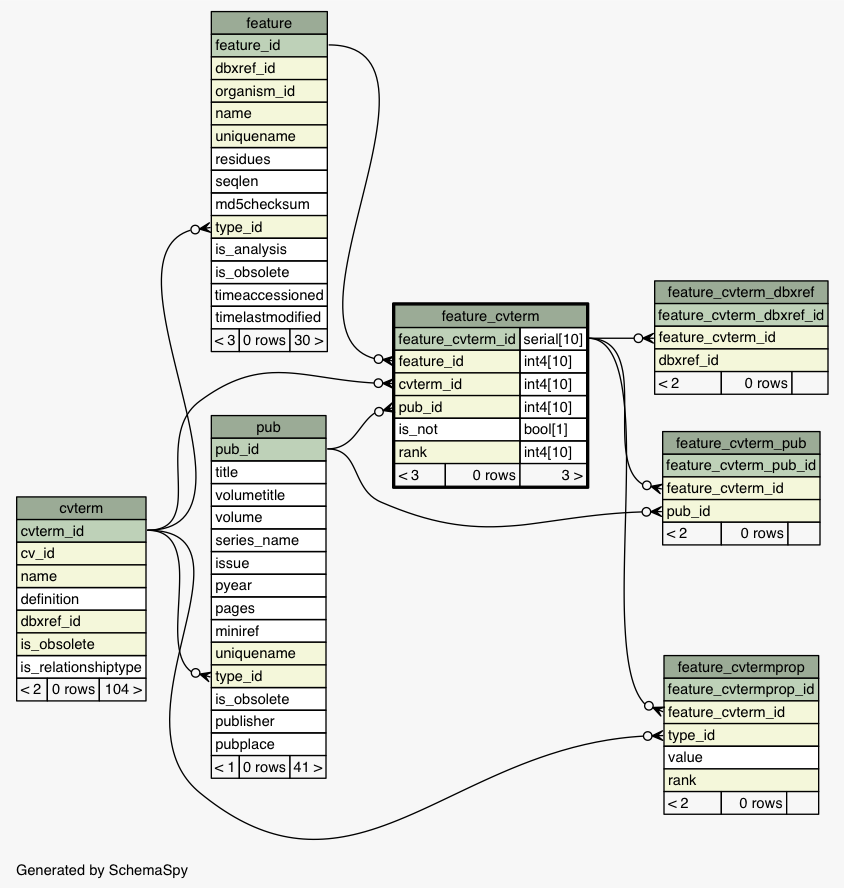 feature
feature_id
dbxref_id
organism_id
name
uniquename
residues
seqlen
md5checksum
type_id
is_analysis
is_obsolete
timeaccessioned
timelastmodified
< 3 0 rows 30 >
feature_cvterm
feature_cvterm_id serial[10]
feature_id int4[10]
cvterm_id int4[10]
pub_id int4[10]
is_not bool[1]
rank int4[10]
< 3 0 rows 3 >
feature_cvterm_dbxref
feature_cvterm_dbxref_id
feature_cvterm_id
dbxref_id
< 2 0 rows
pub
pub_id
title
volumetitle
volume
series_name
issue
pyear
pages
miniref
uniquename
type_id
is_obsolete
publisher
pubplace
< 1 0 rows 41 >
feature_cvterm_pub
feature_cvterm_pub_id
feature_cvterm_id
pub_id
< 2 0 rows
cvterm
cvterm_id
cv_id
name
definition
dbxref_id
is_obsolete
is_relationshiptype
< 2 0 rows 104 >
feature_cvtermprop
feature_cvtermprop_id
feature_cvterm_id
type_id
value
rank
< 2 0 rows
Generated by SchemaSpy